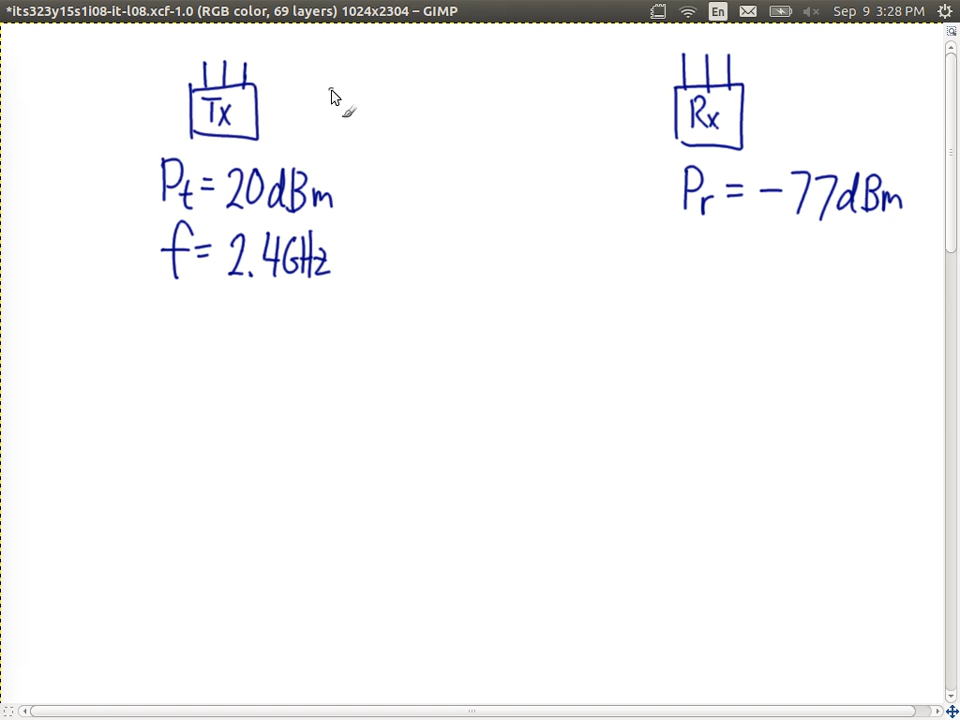 *its323y15s1i08-it-l08.xcf-1.0 (RGB color, 69 layers) 1024x2304 – GIMP
En
Sep 9 3:28 PM
Tx
Rx
Pt = 20dBm
Pr = -77dBm
f = 2.4GHz